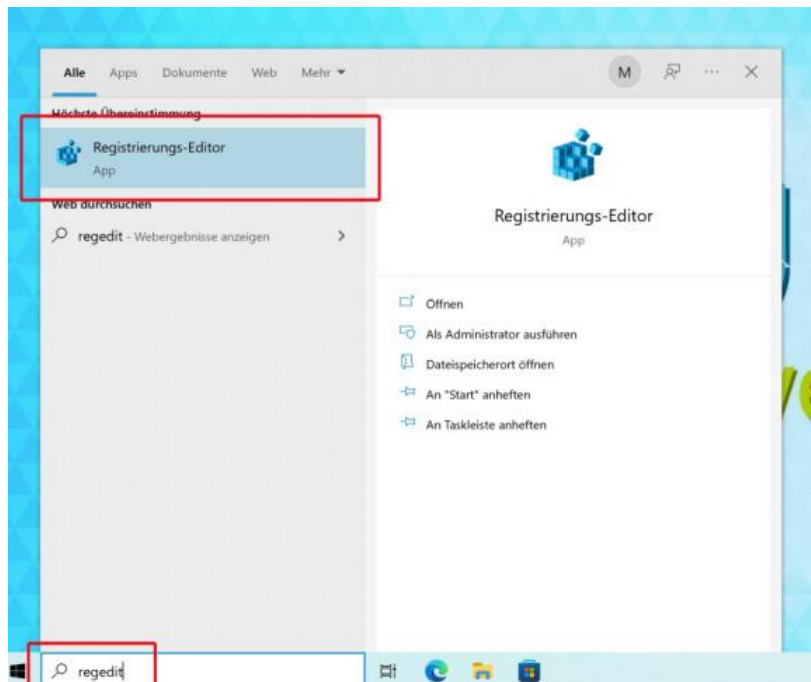 Alle Apps Dokumente Web Mehr
M
Höchste Übereinstimmung
Registrierungs-Editor
App
Web durchsuchen
regedit - Webergebnisse anzeigen
Registrierungs-Editor
App
Öffnen
Als Administrator ausführen
Dateispeicherort öffnen
An "Start" anheften
An Taskleiste anheften
regedit